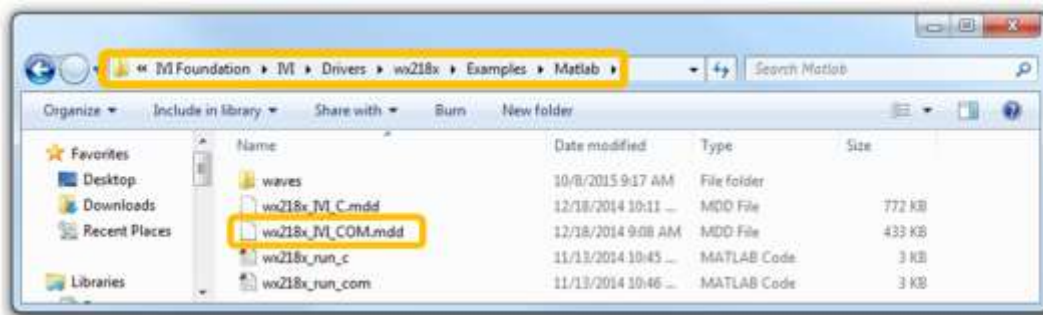 « IVI Foundation ▸ IVI ▸ Drivers ▸ wx218x ▸ Examples ▸ Matlab ▸ Search Matlab
Organize ▾ Include in library ▾ Share with ▾ Burn New folder
Favorites
Desktop
Downloads
Recent Places
Libraries
Name Date modified Type Size
waves 10/8/2015 9:17 AM File folder
wx218x_IVI_C.mdd 12/18/2014 10:11 ... MDD File 772 KB
wx218x_IVI_COM.mdd 12/18/2014 9:08 AM MDD File 433 KB
wx218x_run_c 11/13/2014 10:45 ... MATLAB Code 3 KB
wx218x_run_com 11/13/2014 10:46 ... MATLAB Code 3 KB